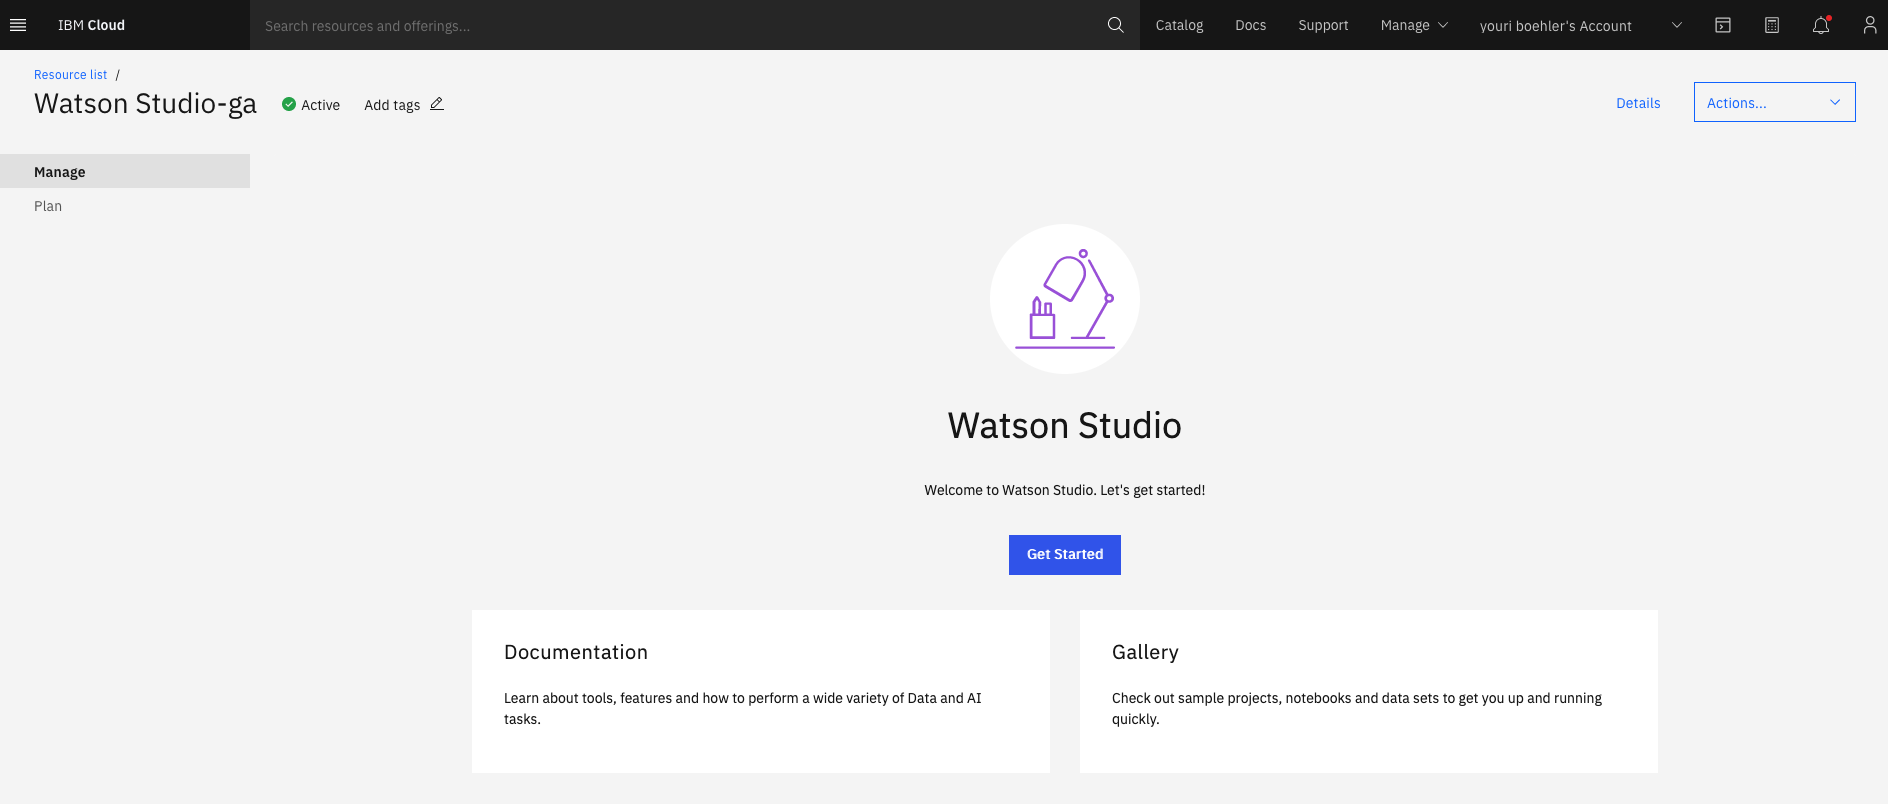 IBM Cloud
Search resources and offerings...
Catalog
Docs
Support
Manage
youri boehler's Account
Resource list /
Watson Studio-ga
Active
Add tags
Details
Actions...
Manage
Plan
Watson Studio
Welcome to Watson Studio. Let's get started!
Get Started
Documentation
Learn about tools, features and how to perform a wide variety of Data and AI
tasks.
Gallery
Check out sample projects, notebooks and data sets to get you up and running
quickly.